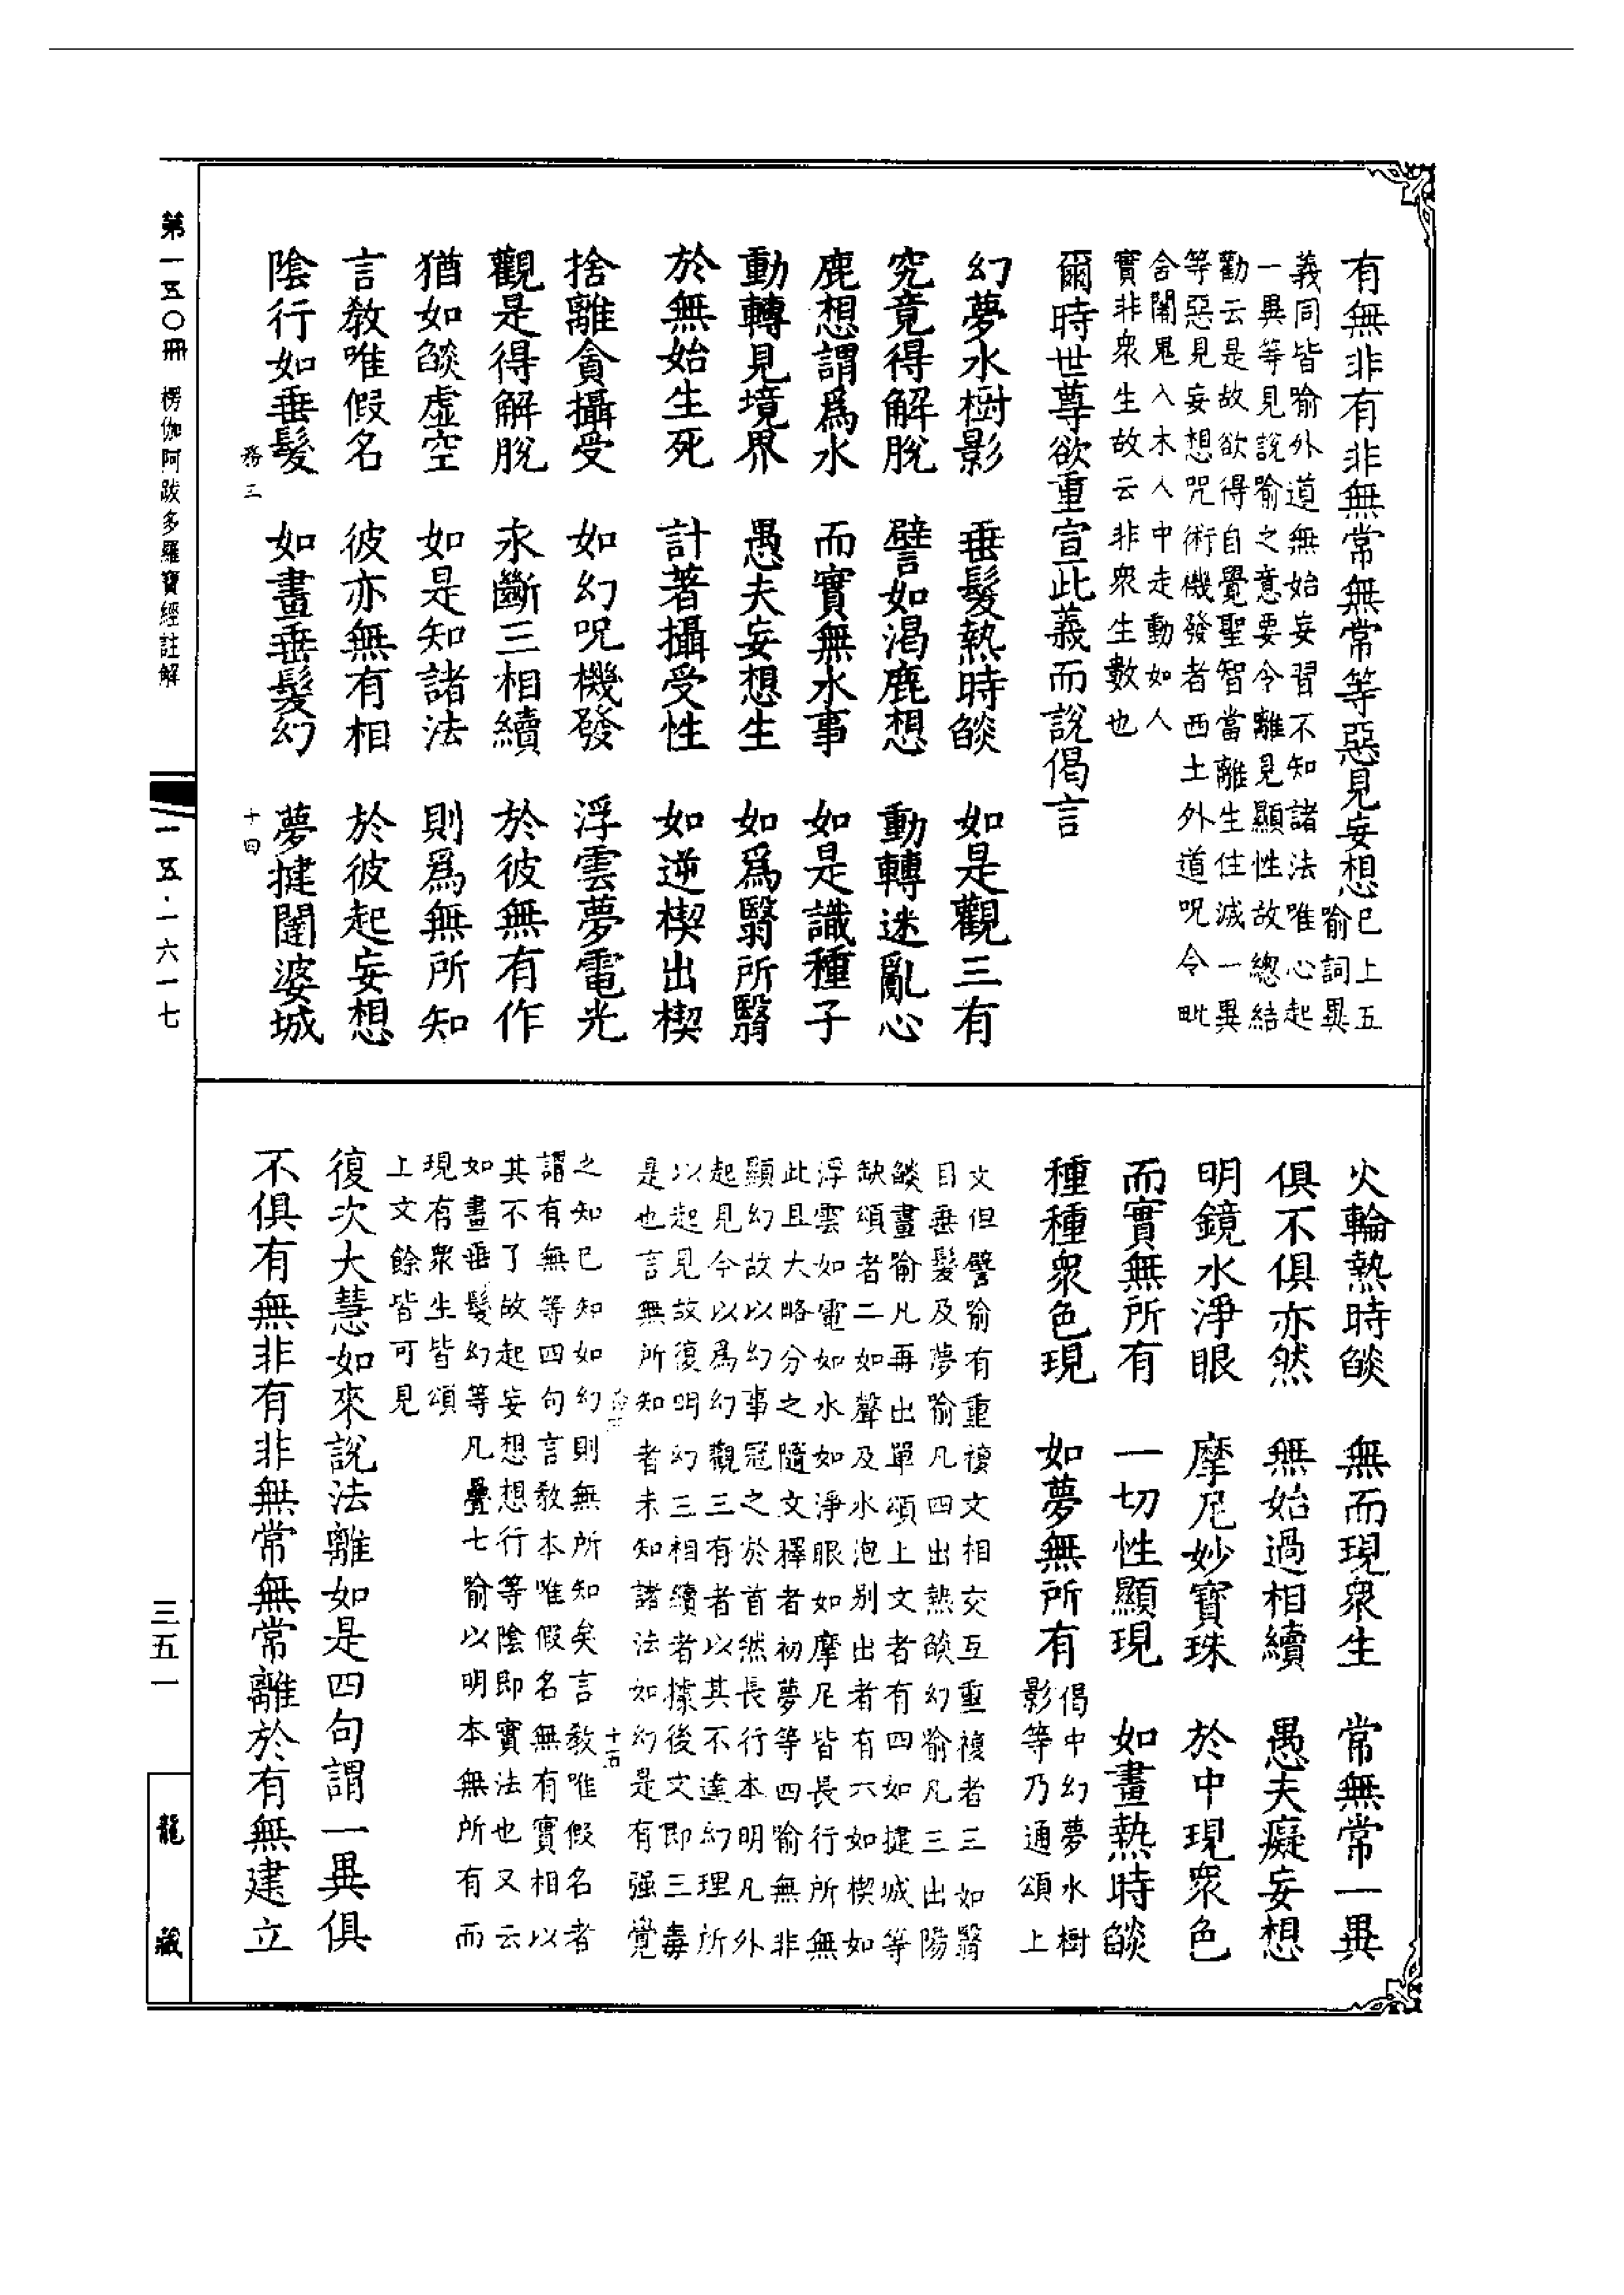 有無非有非無常無常等惡見妄想已上五
喻詞異
義同皆喻外道無始妄習不知諸法唯心起
一異等見說喻之意要令離見顯性故總結
勸云是故欲得自覺聖智當離生住滅一異
等惡見妄想咒術機發者西土外道咒令毗
舍闍鬼入木人中走動如人
實非衆生故云非衆生數也
爾時世尊欲重宣此義而說偈言
幻夢水樹影 垂髮熱時燄 如是觀三有
究竟得解脫 譬如渴鹿想 動轉迷亂心
鹿想謂爲水 而實無水事 如是識種子
動轉見境界 愚夫妄想生 如爲翳所翳
於無始生死 計著攝受性 如逆楔出楔
捨離貪攝受 如幻咒機發 浮雲夢電光
觀是得解脫 永斷三相續 於彼無有作
猶如燄虛空 如是知諸法 則爲無所知
言教唯假名 彼亦無有相 於彼起妄想
陰行如垂髮 如畫垂髮幻 夢揵闥婆城
務三
十四
火輪熱時燄 無而現衆生 常無常一異
俱不俱亦然 無始過相續 愚夫癡妄想
明鏡水淨眼 摩尼妙寶珠 於中現衆色
而實無所有 一切性顯現 如畫熱時燄
種種衆色現 如夢無所有偈中幻夢水樹
影等乃通頌上
文但譬喻有重複文相交互重複者三如翳
目垂髮及夢喻凡四出熱燄幻喻凡三出陽
燄畫喻凡再出單頌上文者有四如揵城等
缺頌者二如聲及水泡別出者有六如楔如
浮雲如電如水如淨眼如摩尼皆長行所無
此且大略分之隨文釋者初夢等四喻無非
顯幻故以幻事冠之於首然長行本明凡外
起見今以爲幻觀三有者以其不達幻理所
以起見故復明幻三相續者據後文即三毒
是也言無所知者未知諸法如幻是有强覺
之知已知如幻則無所知矣言教唯假名者
謂有無等四句言教本唯假名無有實相以
其不了故起妄想想行等陰即實法也又云
如畫垂髮幻等凡疊七喻以明本無所有而
現有衆生皆頌
上文餘皆可見
十五
復次大慧如來說法離如是四句謂一異俱
不俱有無非有非無常無常離於有無建立
第一五〇冊 楞伽阿跋多羅寶經註解
一一五·一六一七
三五一
龍藏